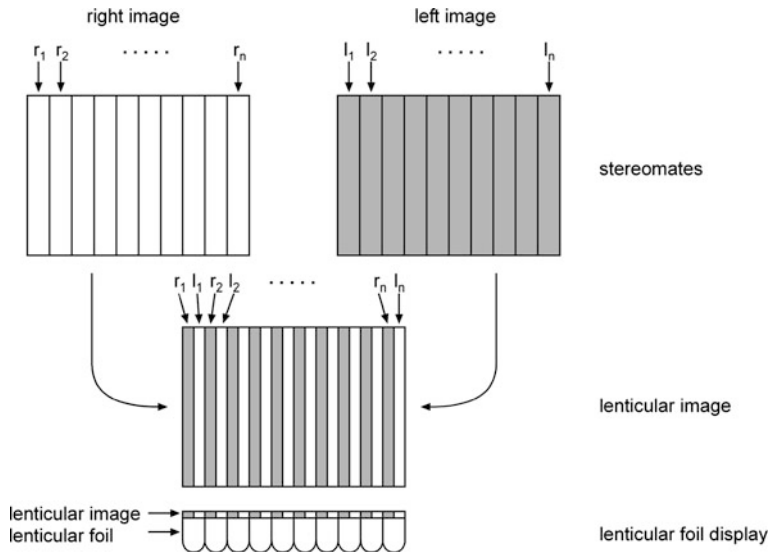 right image
left image
r1 r2 ..... rn
l1 l2 ..... ln
stereomates
r1 l1 r2 l2 ..... rn ln
lenticular image
lenticular image
lenticular foil
lenticular foil display